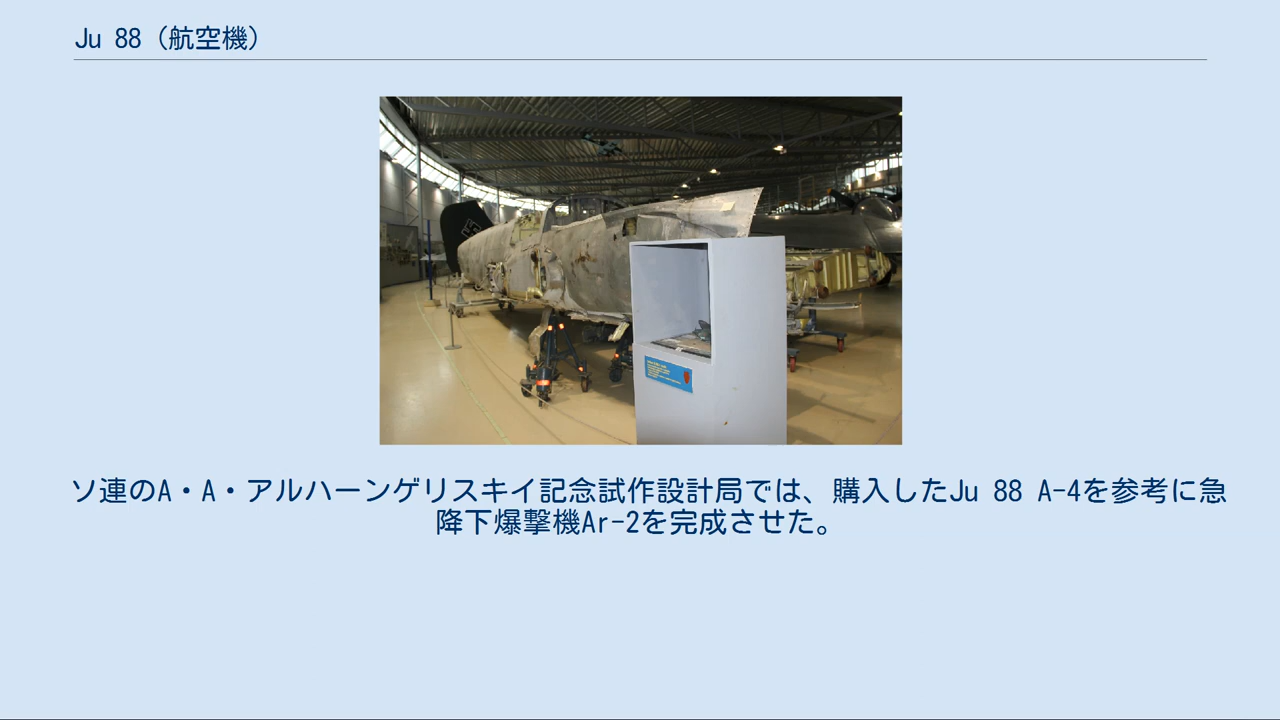 Ju 88（航空機）
ソ連のA・A・アルハーンゲリスキイ記念試作設計局では、購入したJu 88 A-4を参考に急
降下爆撃機Ar-2を完成させた。